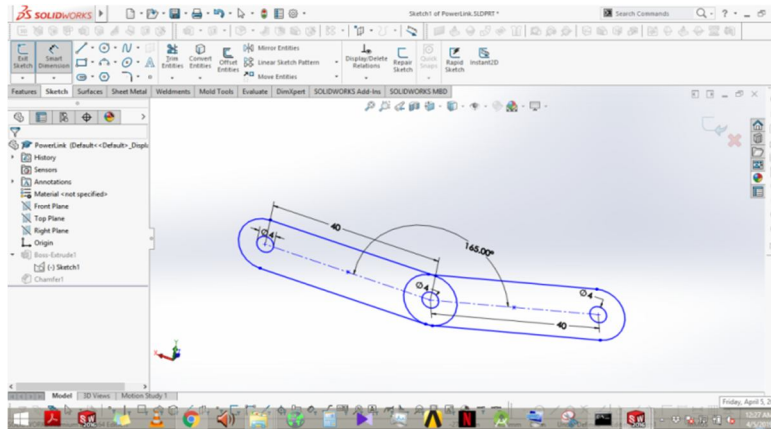 SOLIDWORKS
Sketch1 of PowerLink.SLDPRT *
Search Commands
Exit Sketch
Smart Dimension
Trim Entities
Convert Entities
Offset Entities
Mirror Entities
Linear Sketch Pattern
Move Entities
Display/Delete Relations
Repair Sketch
Quick Snaps
Rapid Sketch
Instant2D
Features Sketch Surfaces Sheet Metal Weldments Mold Tools Evaluate DimXpert SOLIDWORKS Add-Ins SOLIDWORKS MBD
PowerLink (Default<<Default>_Displ
History
Sensors
Annotations
Material <not specified>
Front Plane
Top Plane
Right Plane
Origin
Boss-Extrude1
(-) Sketch1
Chamfer1
40
Ø4
165.00°
Ø4
Ø4
40
Model 3D Views Motion Study 1
Friday, April 5, 2
12:27 AM